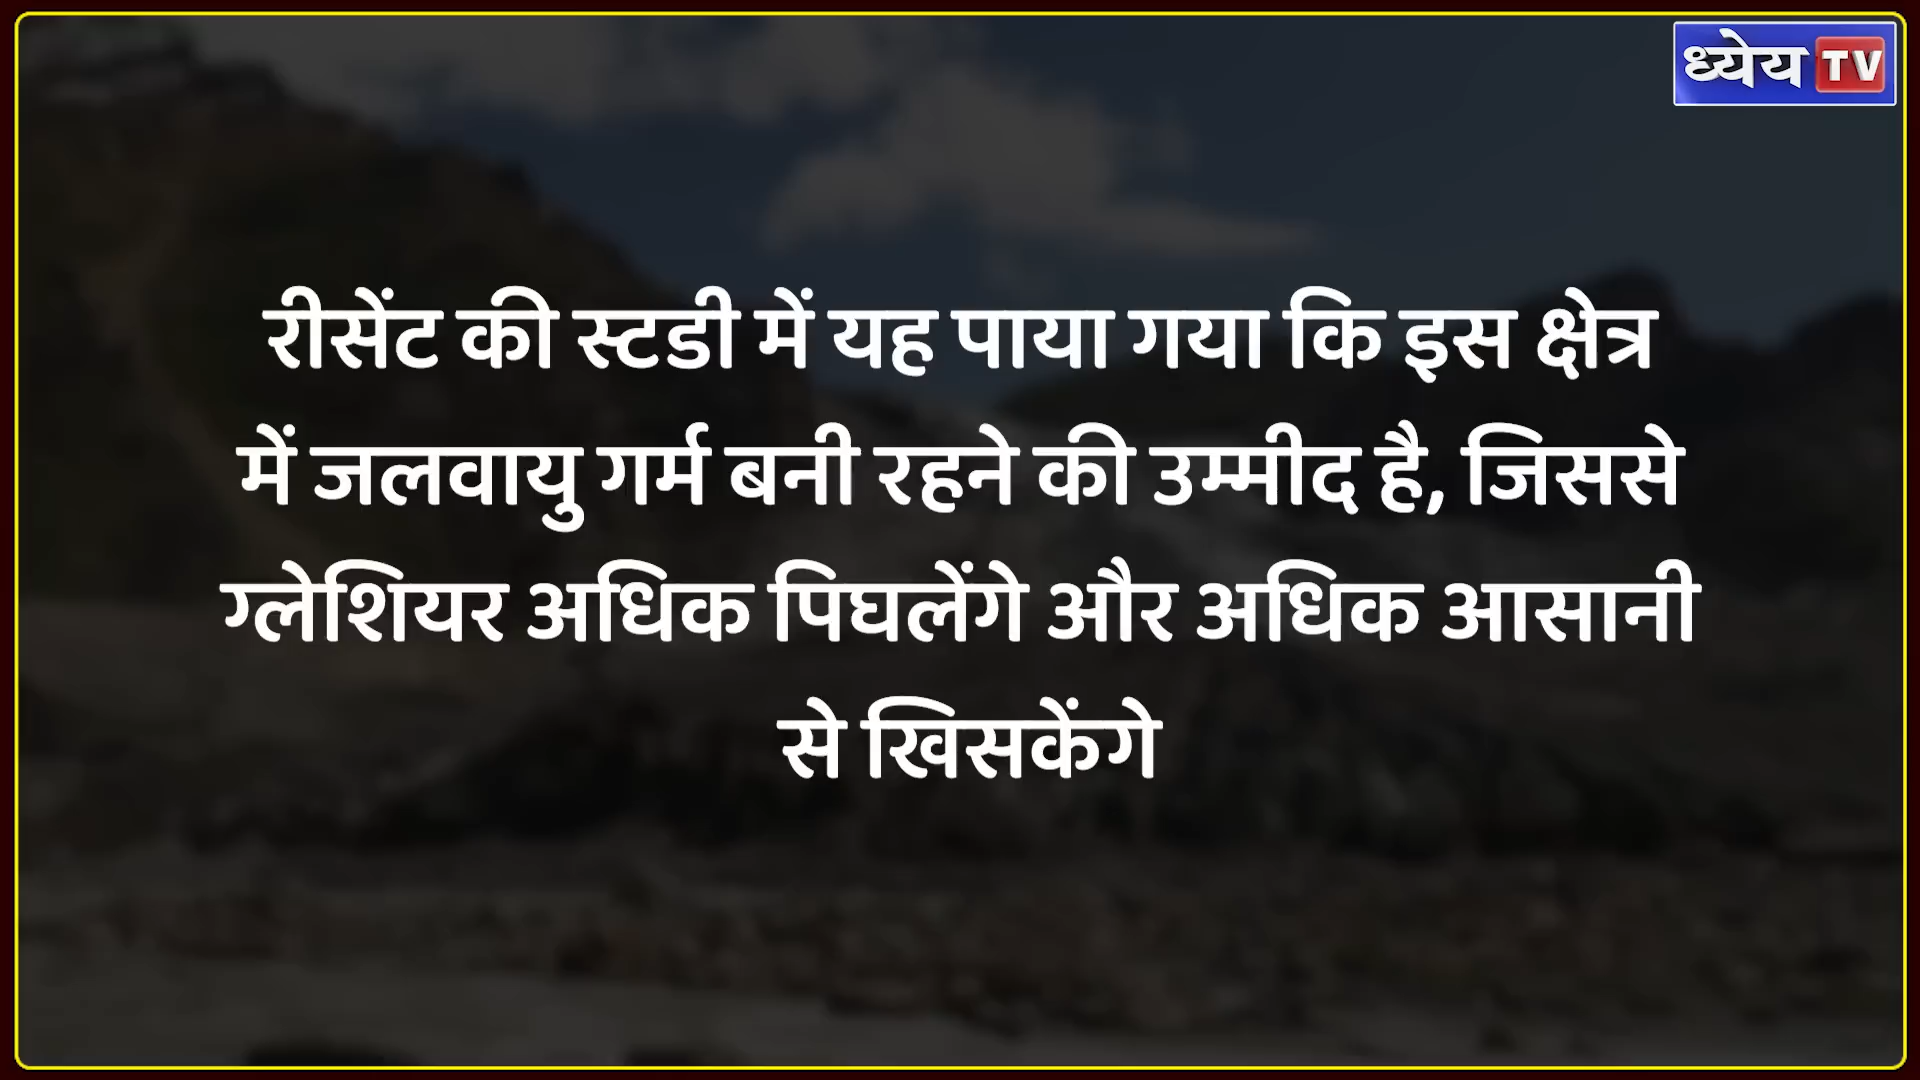 ध्येय TV
रीसेंट की स्टडी में यह पाया गया कि इस क्षेत्र
में जलवायु गर्म बनी रहने की उम्मीद है, जिससे
ग्लेशियर अधिक पिघलेंगे और अधिक आसानी
से खिसकेंगे